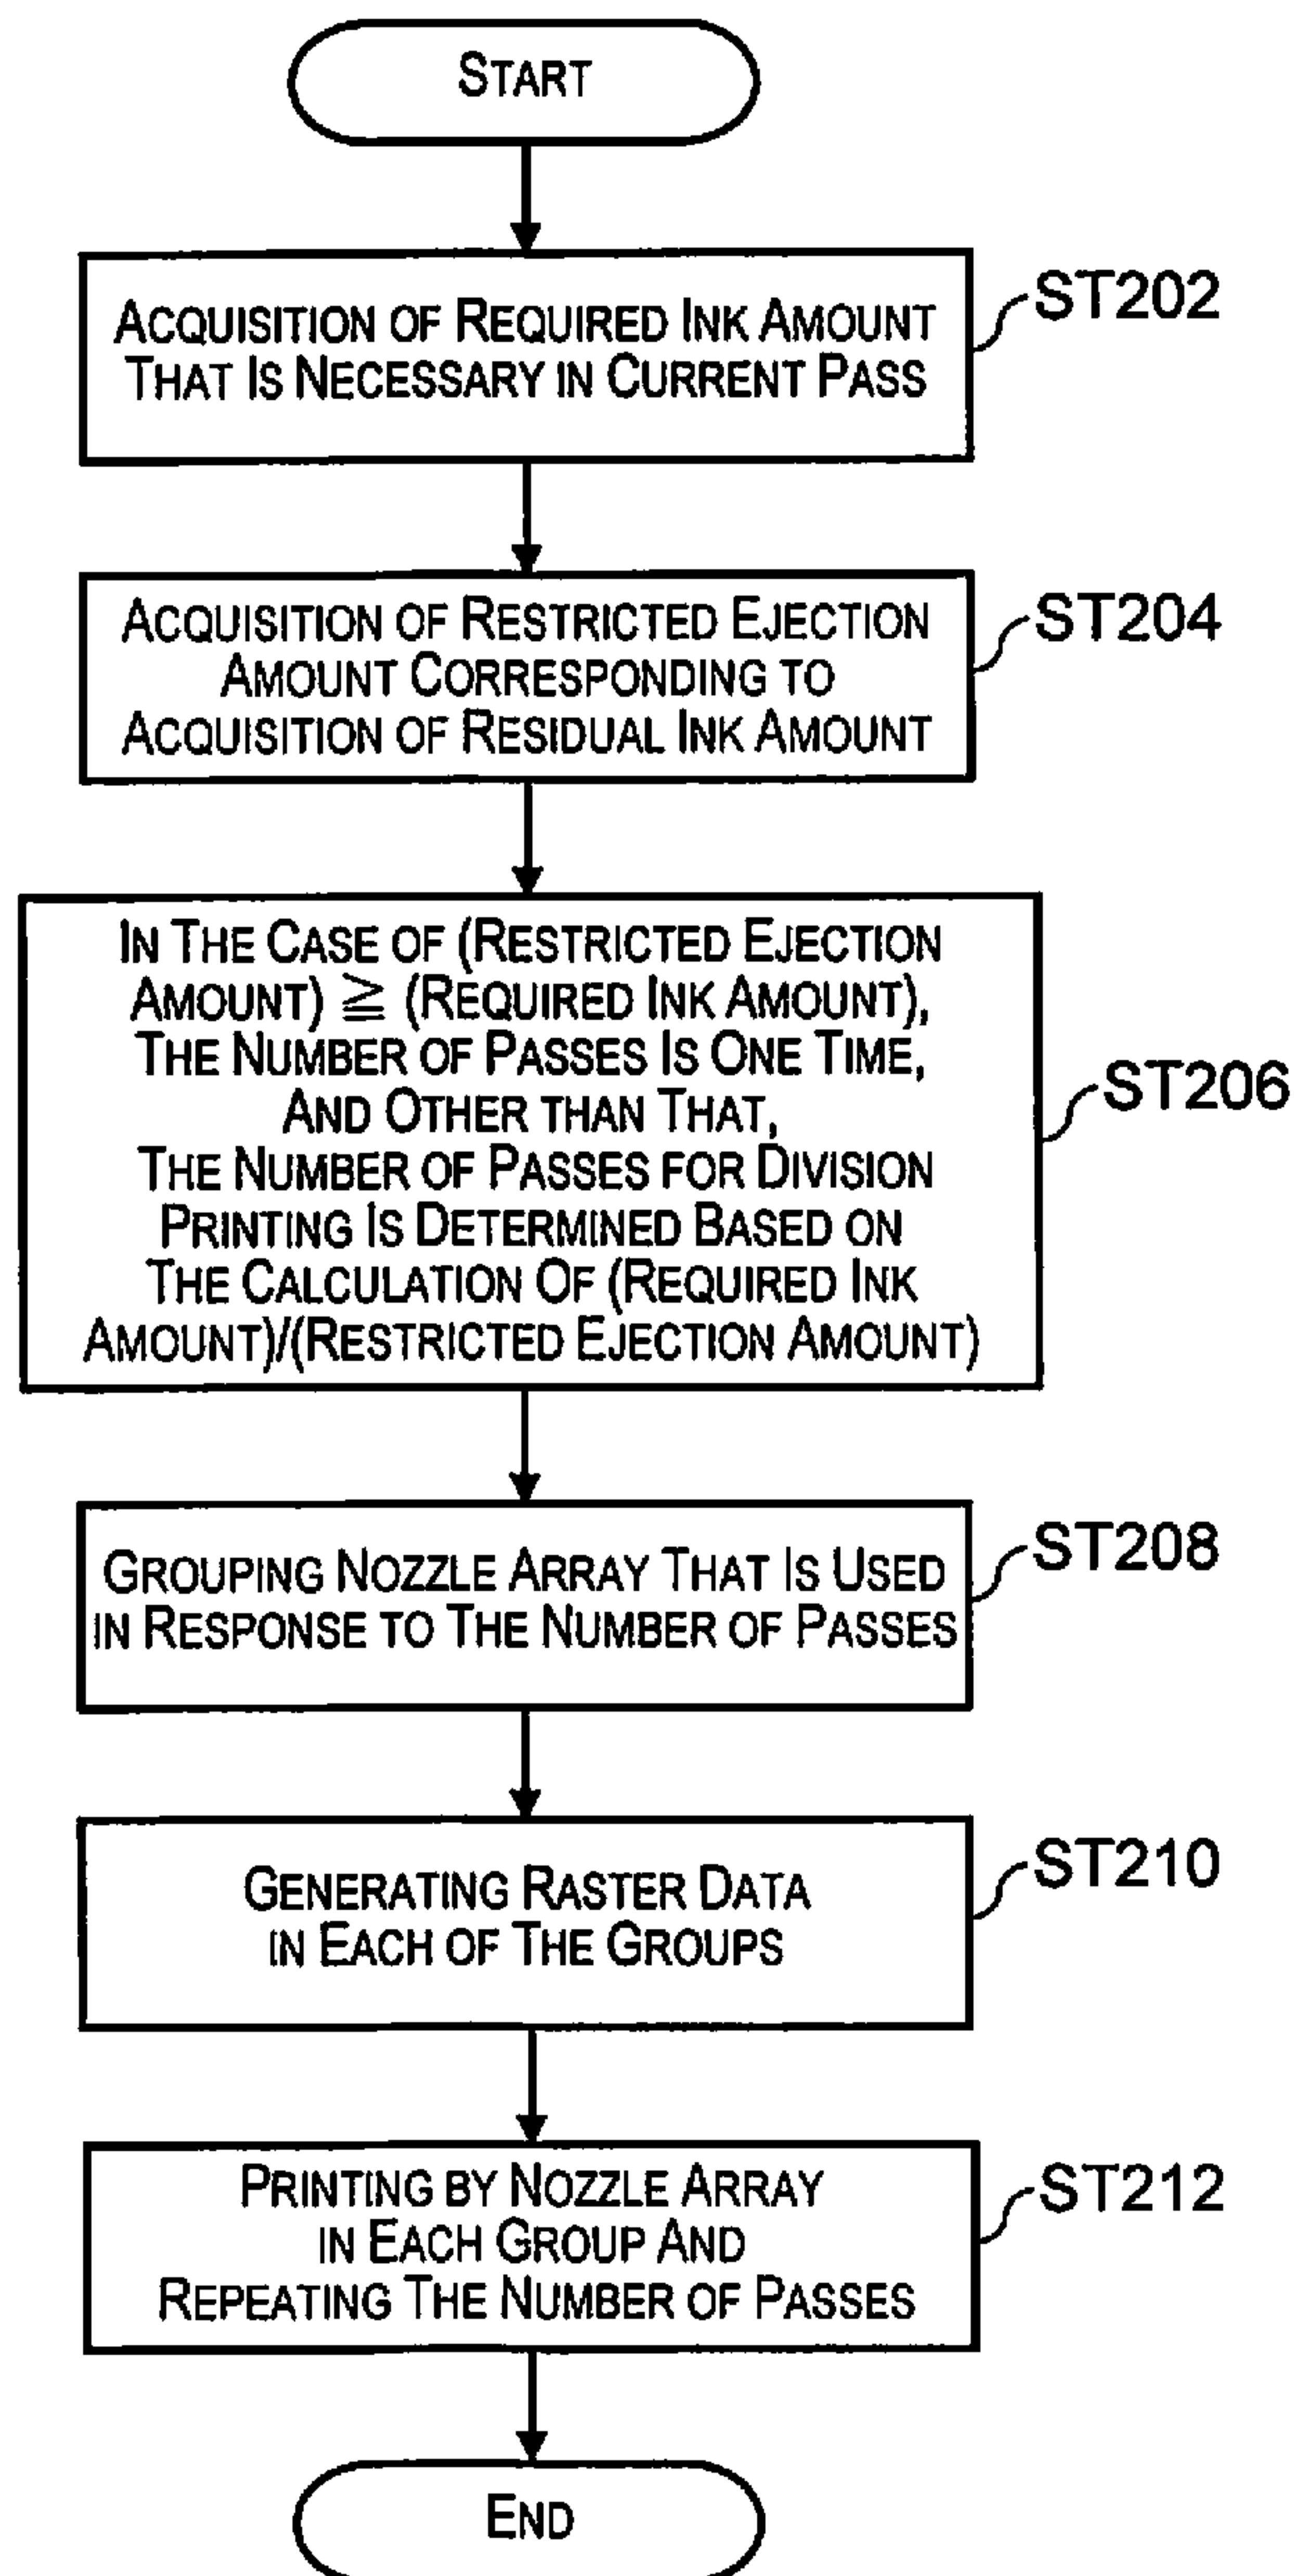 START
ACQUISITION OF REQUIRED INK AMOUNT
THAT IS NECESSARY IN CURRENT PASS
ST202
ACQUISITION OF RESTRICTED EJECTION
AMOUNT CORRESPONDING TO
ACQUISITION OF RESIDUAL INK AMOUNT
ST204
IN THE CASE OF (RESTRICTED EJECTION
AMOUNT) ≧ (REQUIRED INK AMOUNT),
THE NUMBER OF PASSES IS ONE TIME,
AND OTHER THAN THAT,
THE NUMBER OF PASSES FOR DIVISION
PRINTING IS DETERMINED BASED ON
THE CALCULATION OF (REQUIRED INK
AMOUNT)/(RESTRICTED EJECTION AMOUNT)
ST206
GROUPING NOZZLE ARRAY THAT IS USED
IN RESPONSE TO THE NUMBER OF PASSES
ST208
GENERATING RASTER DATA
IN EACH OF THE GROUPS
ST210
PRINTING BY NOZZLE ARRAY
IN EACH GROUP AND
REPEATING THE NUMBER OF PASSES
ST212
END